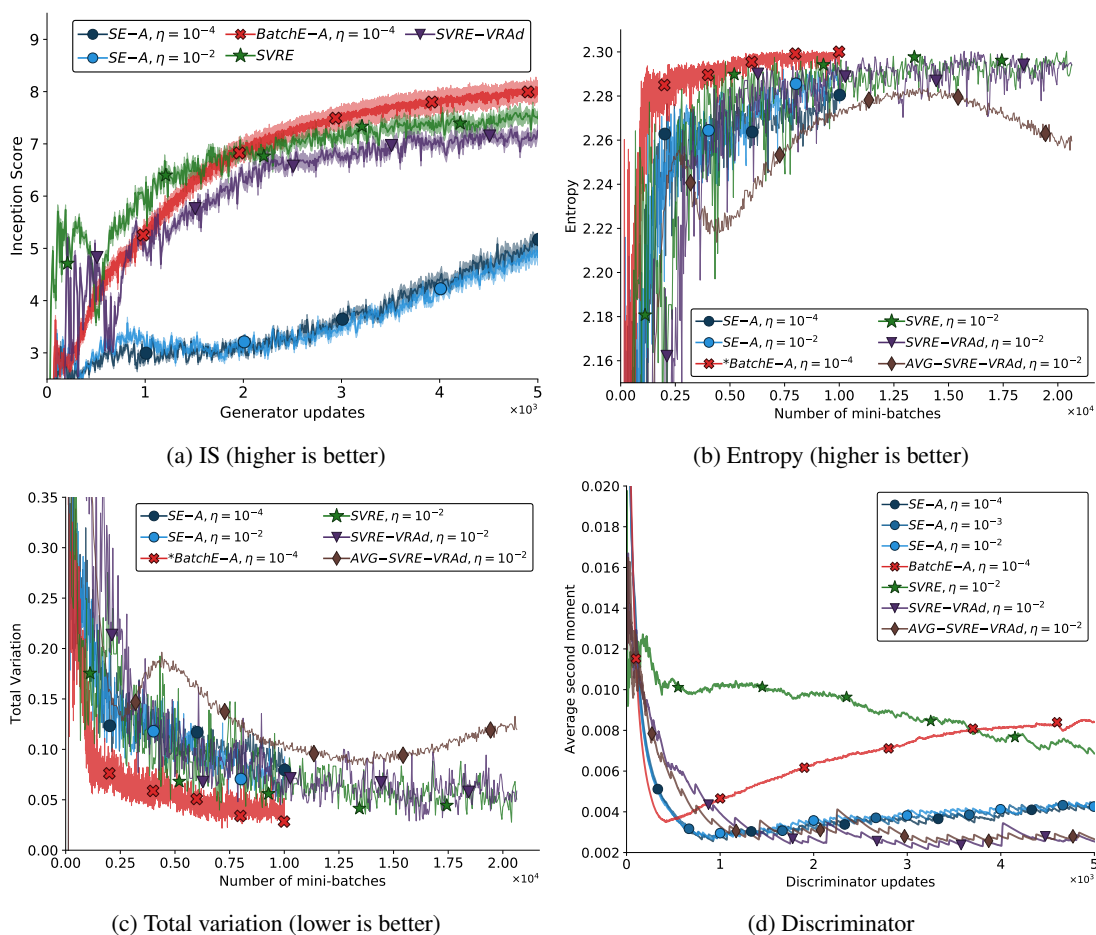 SE−A, η = 10⁻⁴
SE−A, η = 10⁻²
BatchE−A, η = 10⁻⁴
SVRE
SVRE−VRAd
Inception Score
9
8
7
6
5
4
3
0 1 2 3 4 5
×10³
Generator updates
(a) IS (higher is better)
Entropy
2.30
2.28
2.26
2.24
2.22
2.20
2.18
2.16
SE−A, η = 10⁻⁴
SE−A, η = 10⁻²
*BatchE−A, η = 10⁻⁴
SVRE, η = 10⁻²
SVRE−VRAd, η = 10⁻²
AVG−SVRE−VRAd, η = 10⁻²
0.00 0.25 0.50 0.75 1.00 1.25 1.50 1.75 2.00
×10⁴
Number of mini−batches
(b) Entropy (higher is better)
Total Variation
0.35
0.30
0.25
0.20
0.15
0.10
0.05
0.00
SE−A, η = 10⁻⁴
SE−A, η = 10⁻²
*BatchE−A, η = 10⁻⁴
SVRE, η = 10⁻²
SVRE−VRAd, η = 10⁻²
AVG−SVRE−VRAd, η = 10⁻²
0.00 0.25 0.50 0.75 1.00 1.25 1.50 1.75 2.00
×10⁴
Number of mini−batches
(c) Total variation (lower is better)
Average second moment
0.020
0.018
0.016
0.014
0.012
0.010
0.008
0.006
0.004
0.002
SE−A, η = 10⁻⁴
SE−A, η = 10⁻³
SE−A, η = 10⁻²
BatchE−A, η = 10⁻⁴
SVRE, η = 10⁻²
SVRE−VRAd, η = 10⁻²
AVG−SVRE−VRAd, η = 10⁻²
0 1 2 3 4 5
×10³
Discriminator updates
(d) Discriminator